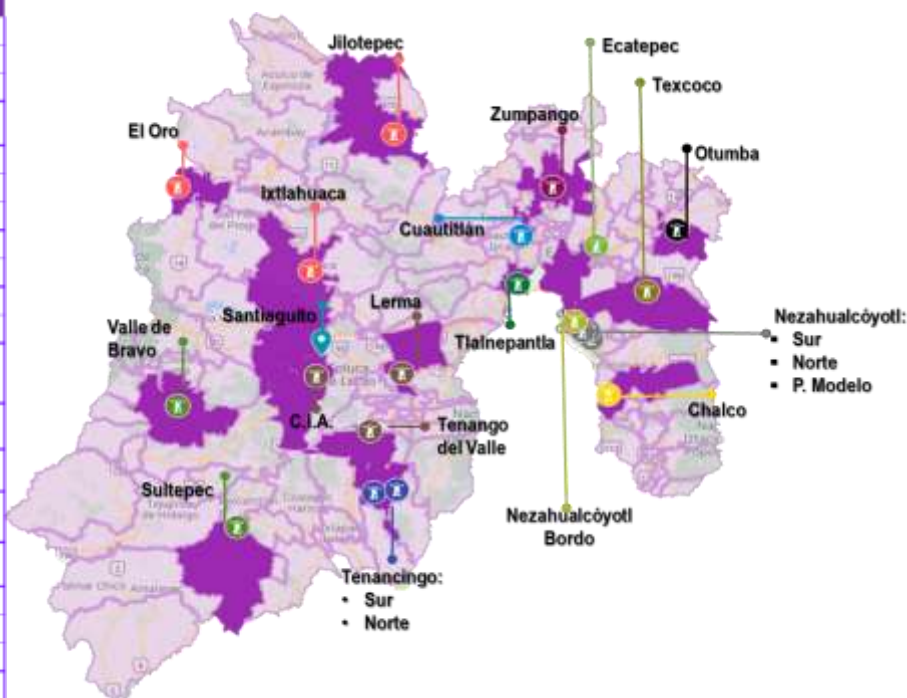 Jilotepec
Ecatepec
Texcoco
Zumpango
El Oro
Otumba
Ixtlahuaca
Cuautitlán
Santiaguito
Lerma
Valle de
Bravo
Tlalnepantla
Nezahualcóyotl:
▪ Sur
▪ Norte
▪ P. Modelo
Chalco
C.I.A.
Tenango
del Valle
Sultepec
Nezahualcóyotl
Bordo
Tenancingo:
• Sur
• Norte